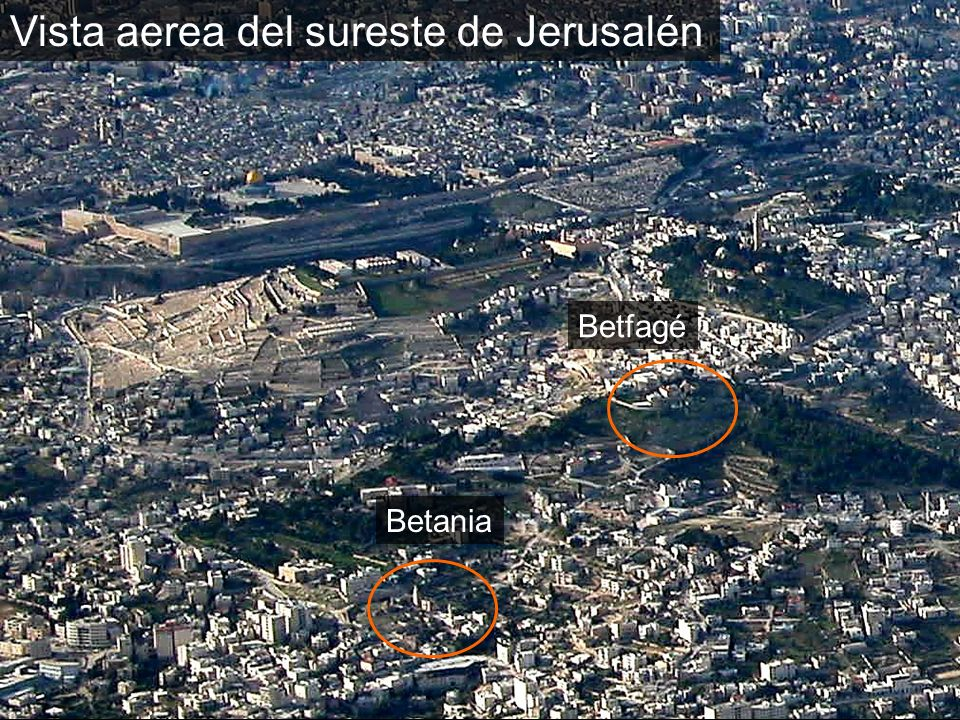 Vista aerea del sureste de Jerusalén
Betfagé
Betania